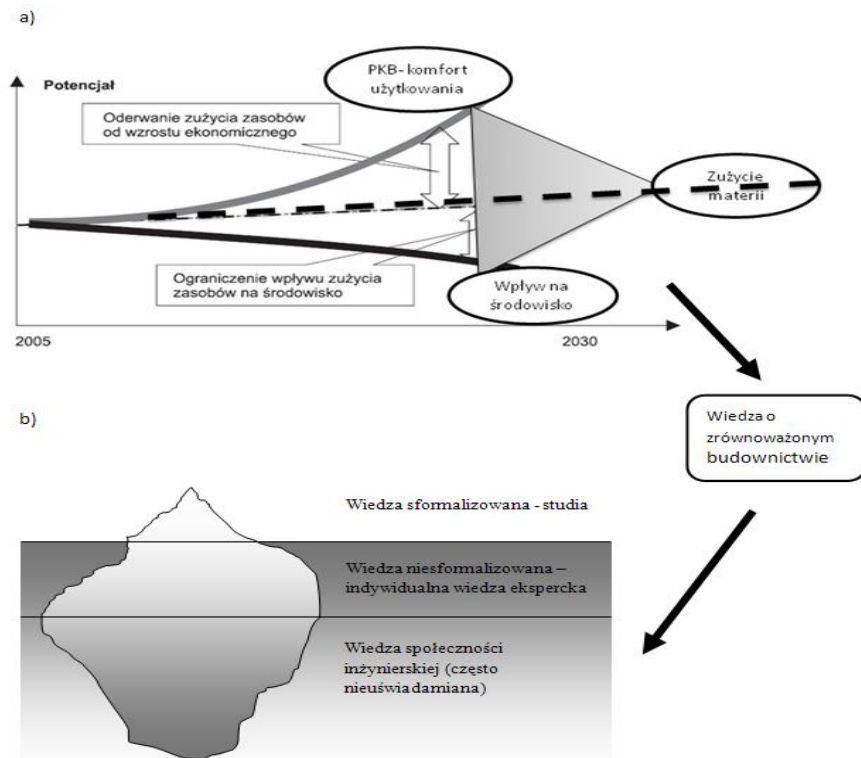 a)
Potencjał
PKB- komfort
użytkowania
Oderwanie zużycia zasobów
od wzrostu ekonomicznego
Zużycie
materii
Ograniczenie wpływu zużycia
zasobów na środowisko
Wpływ na
środowisko
2005
2030
Wiedza o
zrównoważonym
budownictwie
b)
Wiedza sformalizowana - studia
Wiedza niesformalizowana –
indywidualna wiedza ekspercka
Wiedza społeczności
inżynierskiej (często
nieuświadamiana)